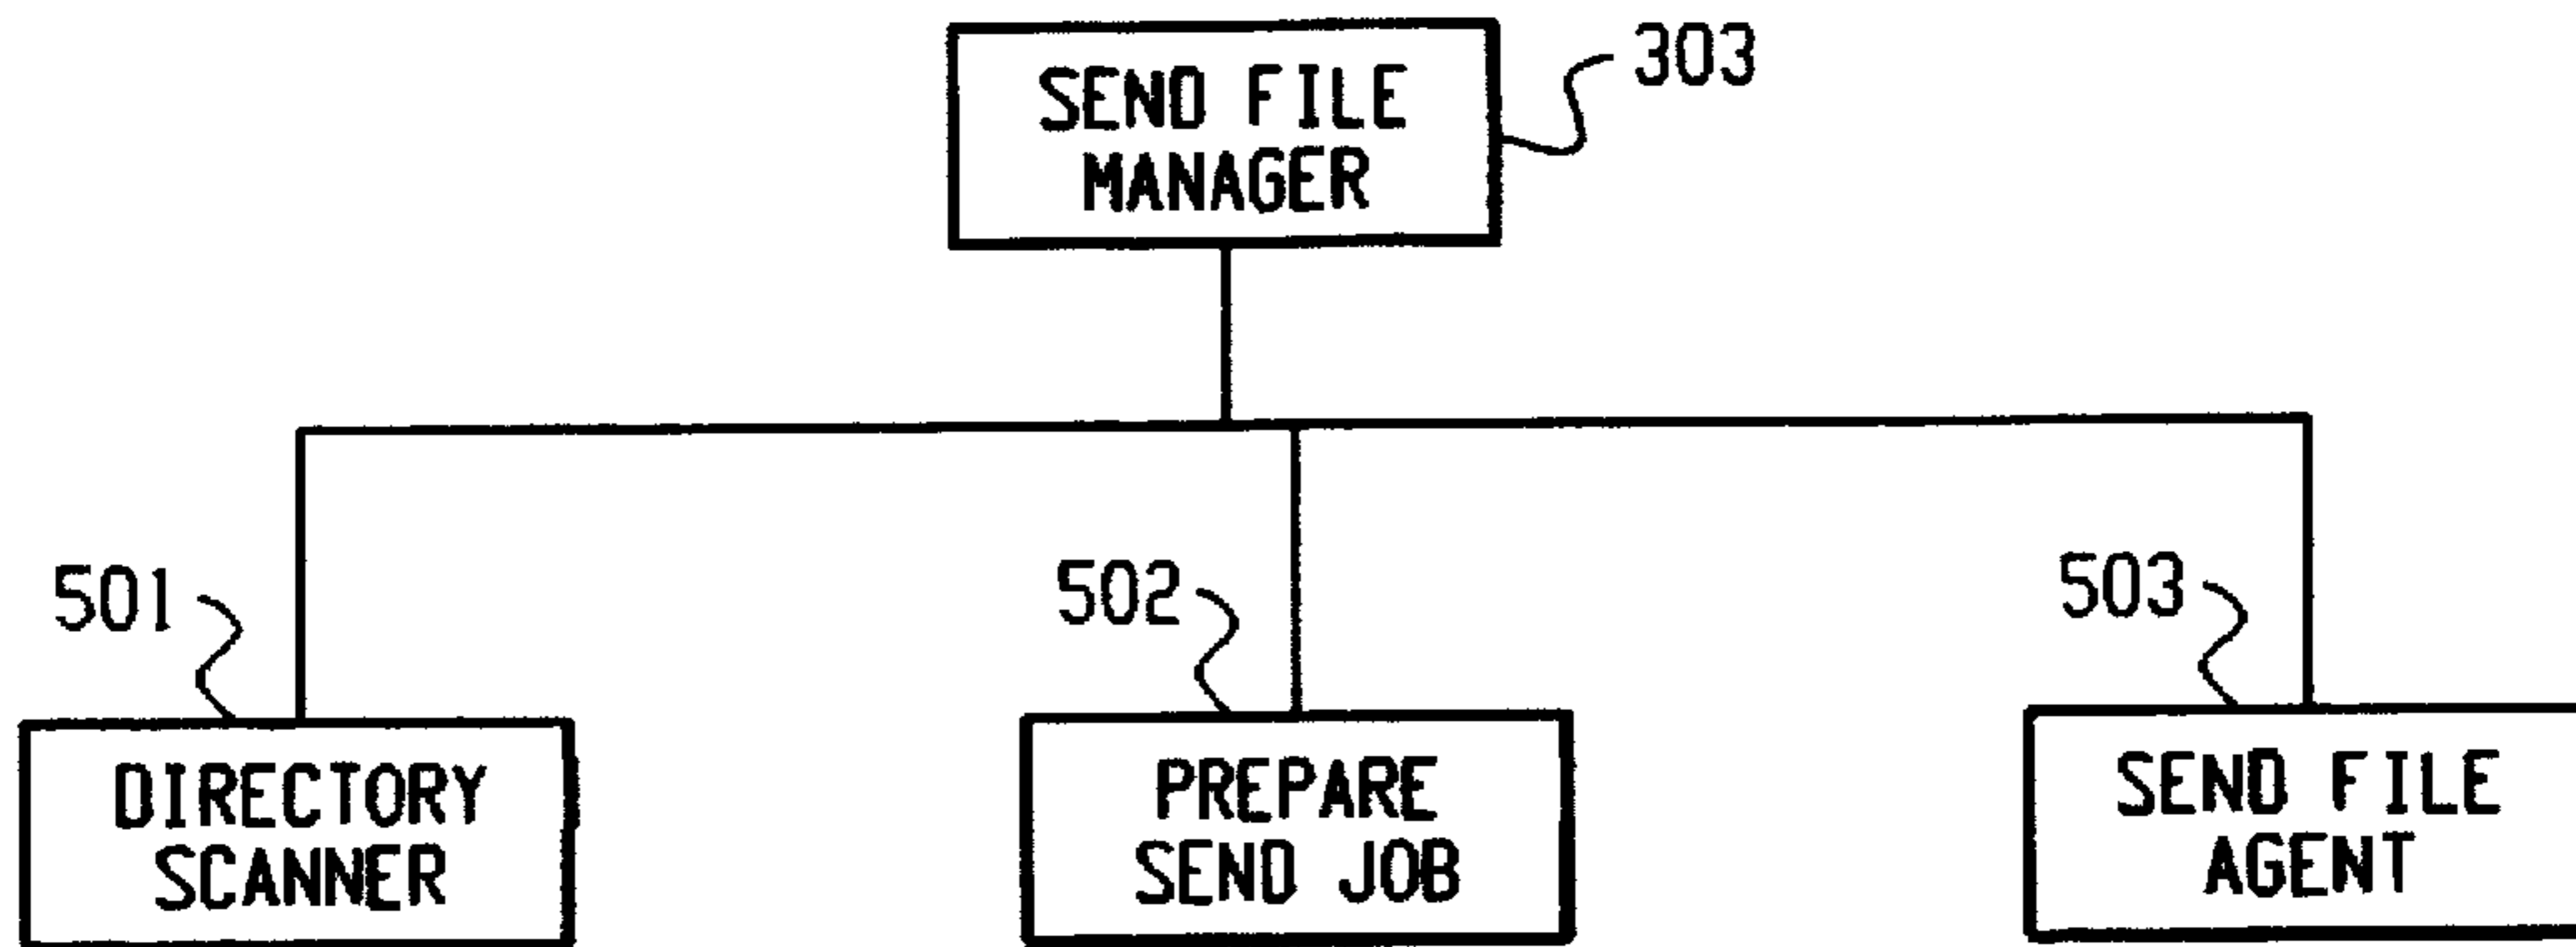 SEND FILE
MANAGER
303
501
502
503
DIRECTORY
SCANNER
PREPARE
SEND JOB
SEND FILE
AGENT